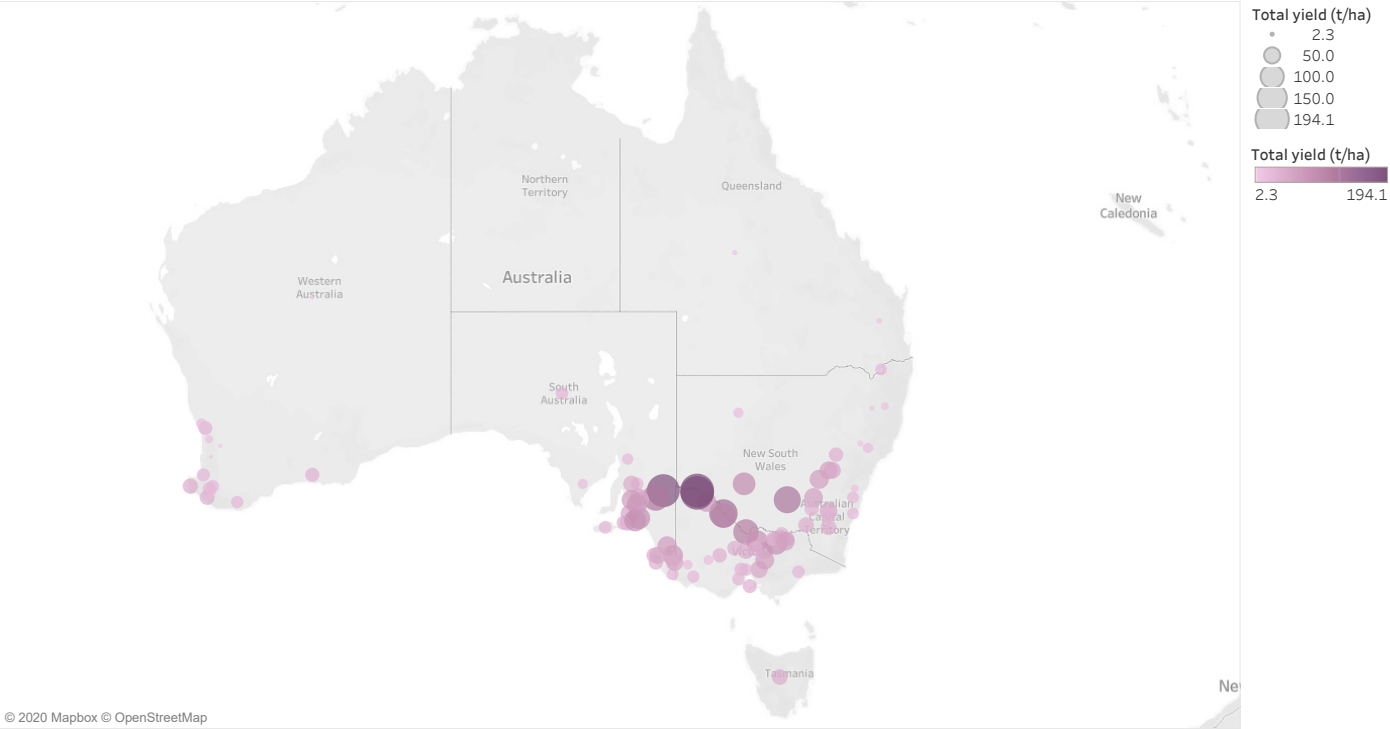 Total yield (t/ha)
2.3
50.0
100.0
150.0
194.1
Total yield (t/ha)
2.3 194.1
Northern
Territory
Queensland
New
Caledonia
Western
Australia
Australia
South
Australia
New South
Wales
Australian
Capital
Territory
Victoria
Tasmania
Ne
© 2020 Mapbox © OpenStreetMap